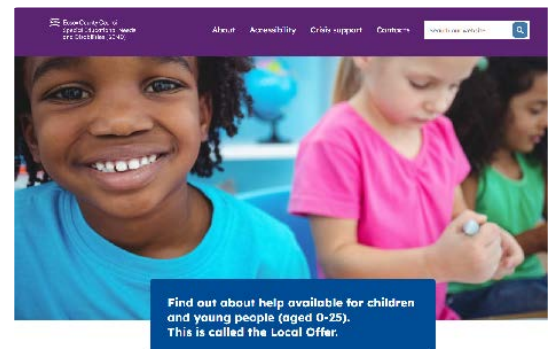 Essex County Council
Special Educational Needs
and Disabilities (SEND)
About Accessibility Crisis support Contacts
Search our website
Find out about help available for children
and young people (aged 0-25).
This is called the Local Offer.